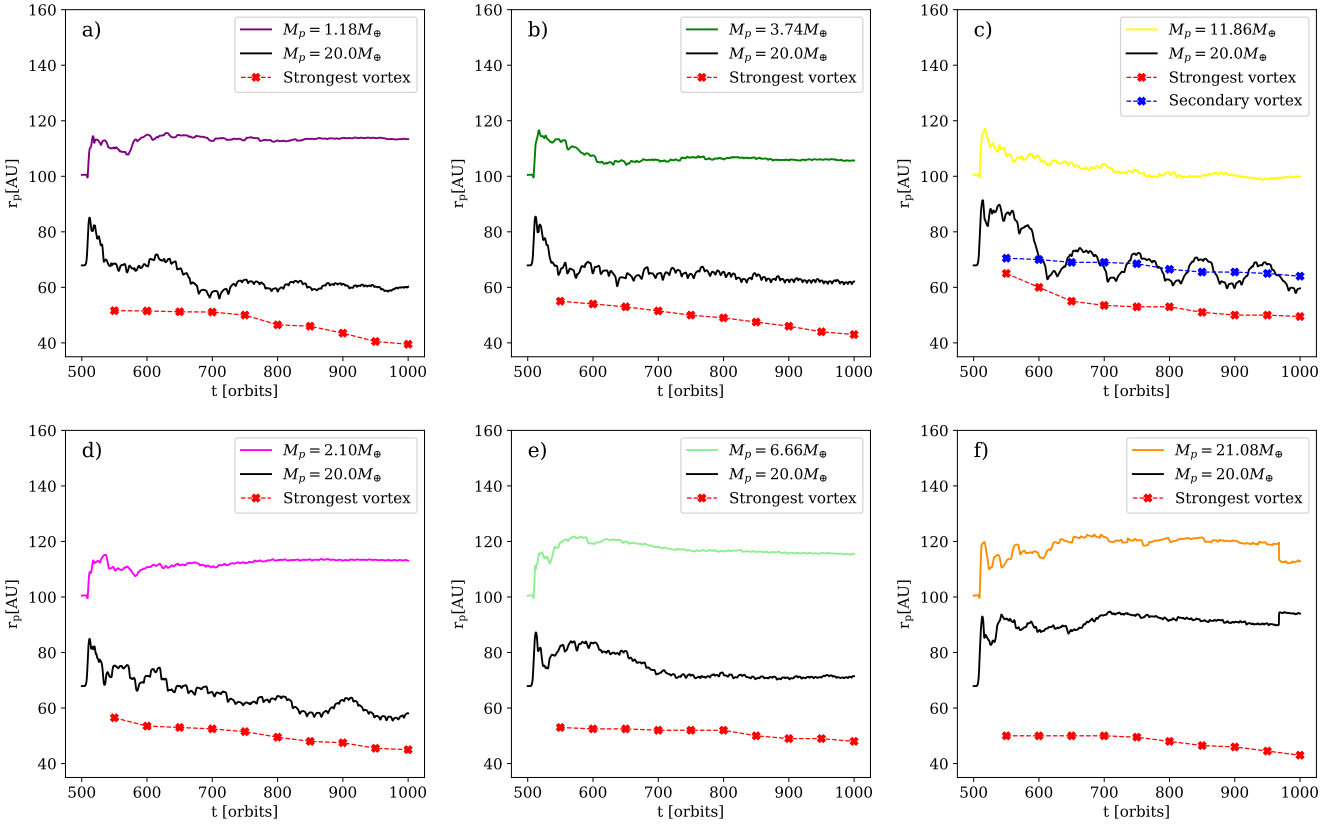 a)
M_p = 1.18M_⊕
M_p = 20.0M_⊕
Strongest vortex
160
140
120
100
80
60
40
r_p[AU]
500 600 700 800 900 1000
t [orbits]
b)
M_p = 3.74M_⊕
M_p = 20.0M_⊕
Strongest vortex
160
140
120
100
80
60
40
r_p[AU]
500 600 700 800 900 1000
t [orbits]
c)
M_p = 11.86M_⊕
M_p = 20.0M_⊕
Strongest vortex
Secondary vortex
160
140
120
100
80
60
40
r_p[AU]
500 600 700 800 900 1000
t [orbits]
d)
M_p = 2.10M_⊕
M_p = 20.0M_⊕
Strongest vortex
160
140
120
100
80
60
40
r_p[AU]
500 600 700 800 900 1000
t [orbits]
e)
M_p = 6.66M_⊕
M_p = 20.0M_⊕
Strongest vortex
160
140
120
100
80
60
40
r_p[AU]
500 600 700 800 900 1000
t [orbits]
f)
M_p = 21.08M_⊕
M_p = 20.0M_⊕
Strongest vortex
160
140
120
100
80
60
40
r_p[AU]
500 600 700 800 900 1000
t [orbits]